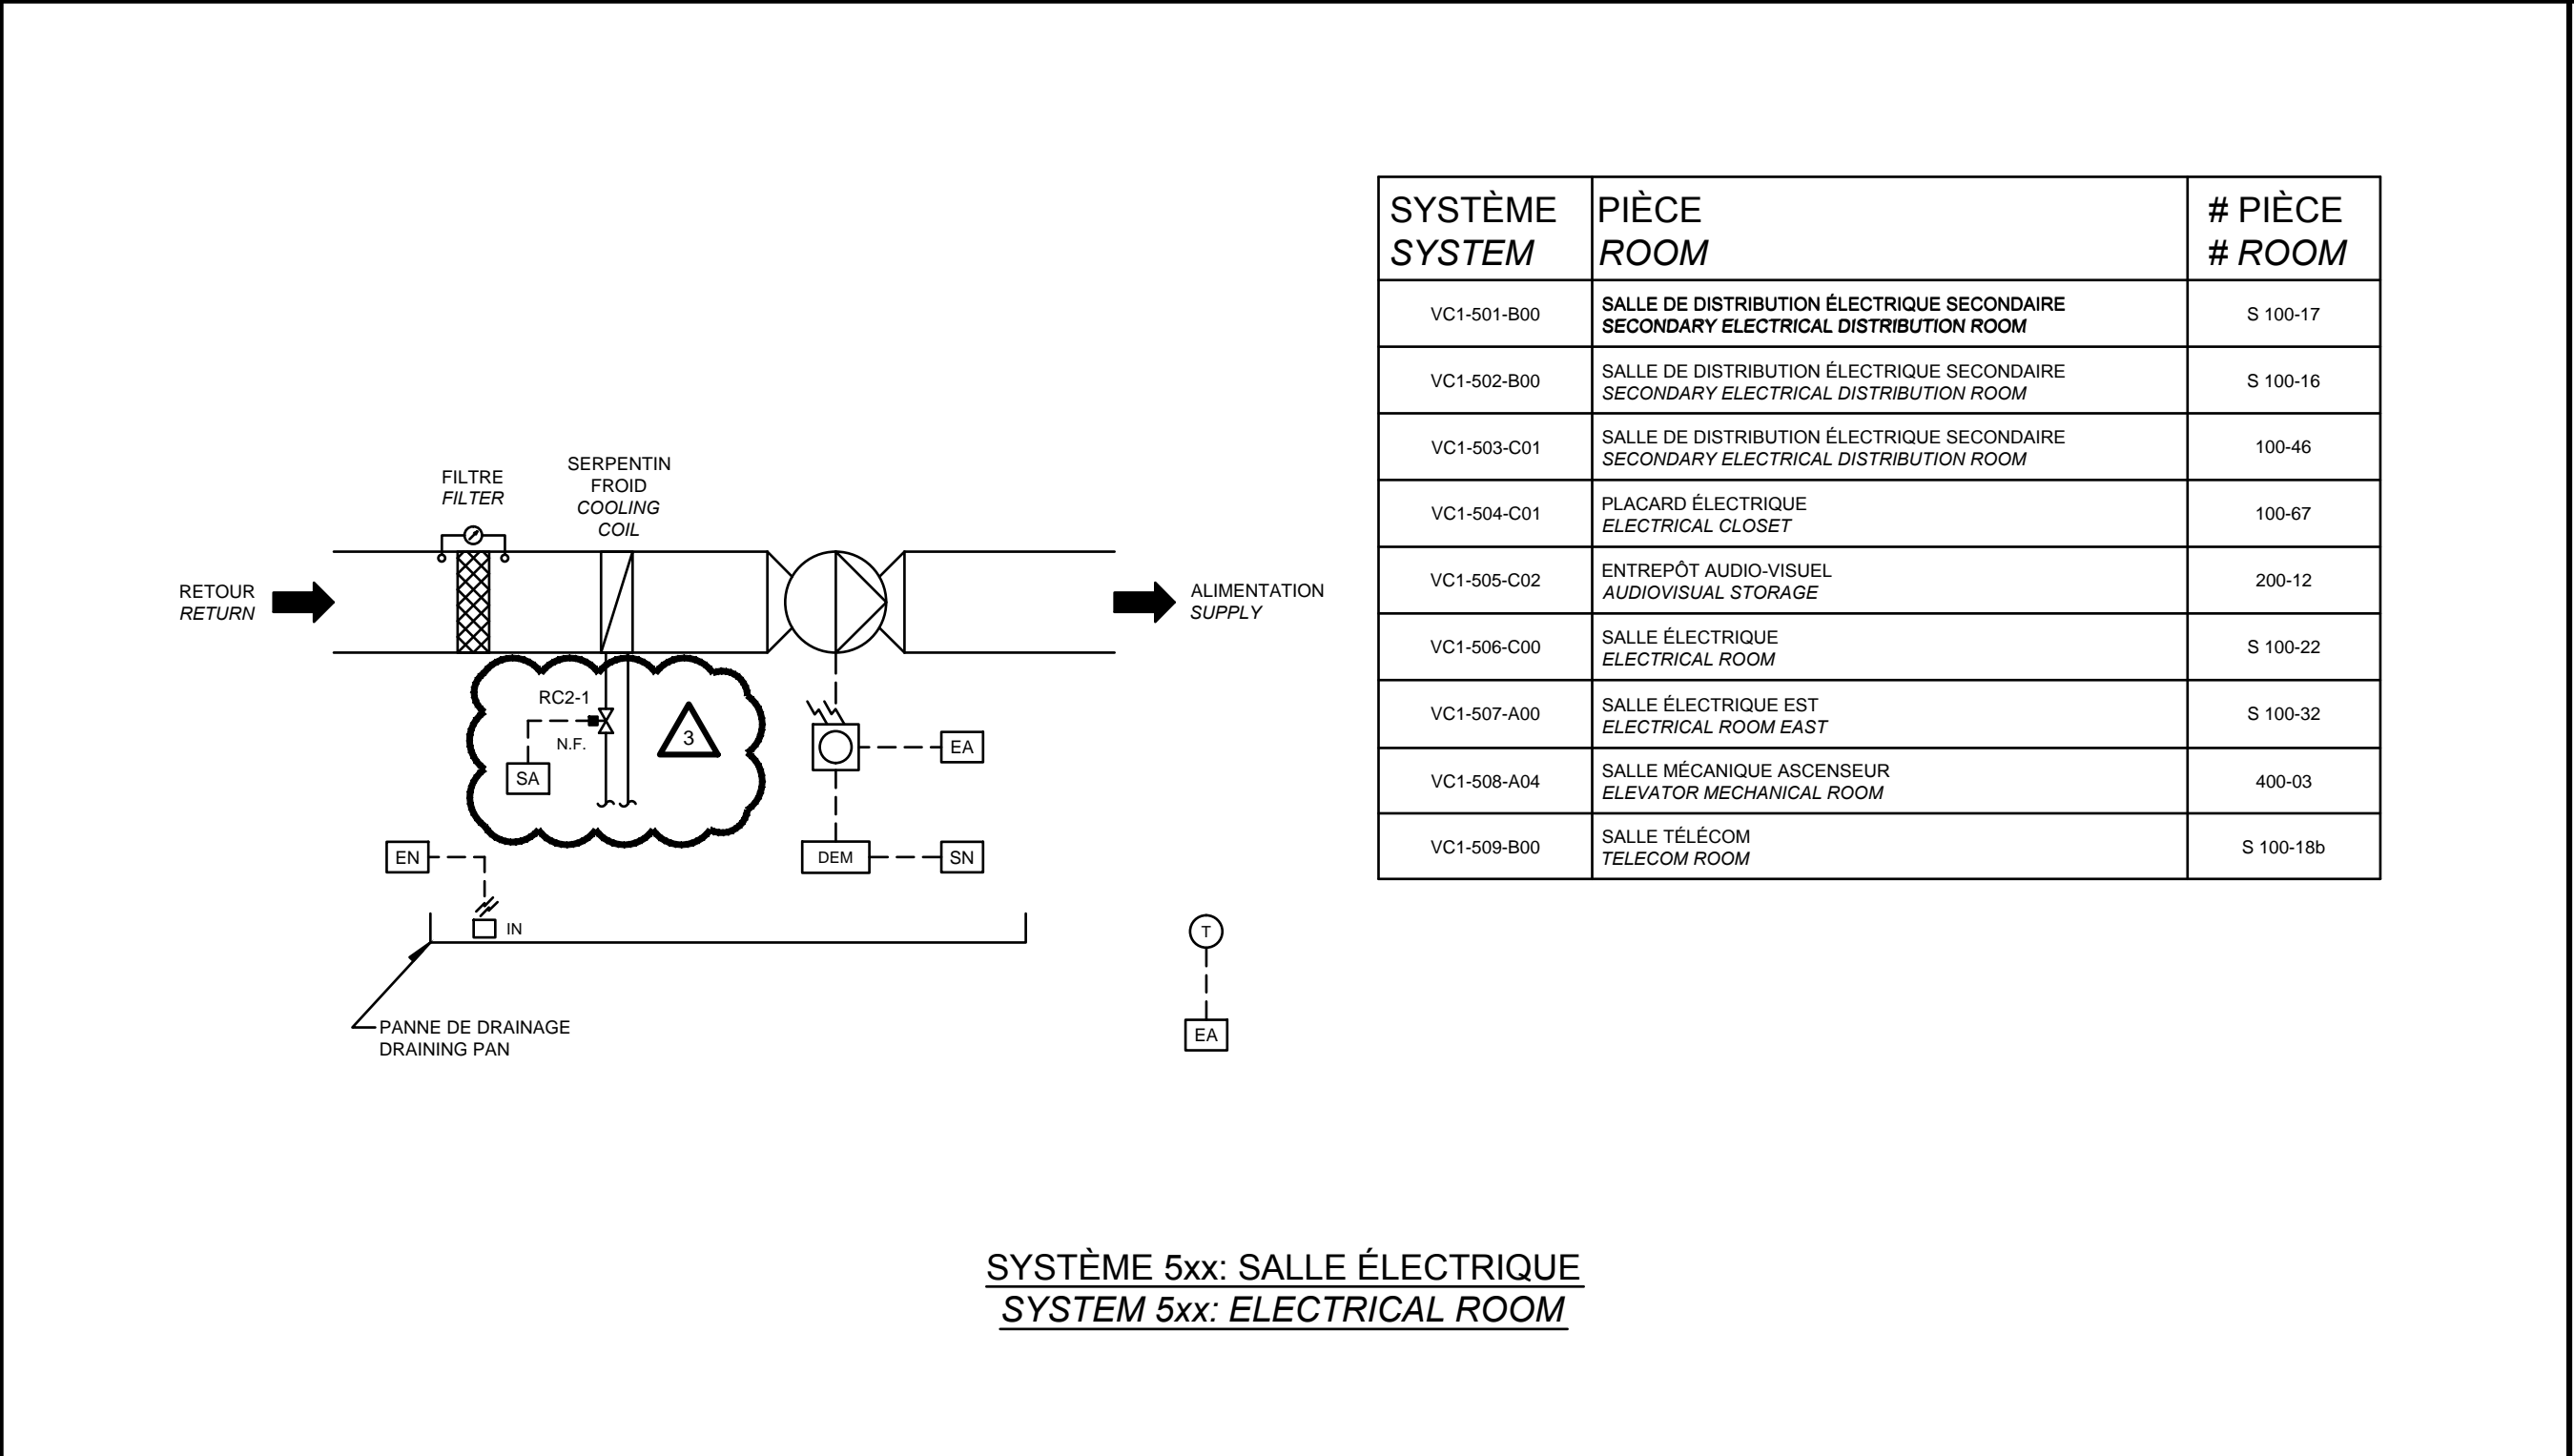 SYSTÈME
SYSTEM
PIÈCE
ROOM
# PIÈCE
# ROOM
VC1-501-B00
SALLE DE DISTRIBUTION ÉLECTRIQUE SECONDAIRE
SECONDARY ELECTRICAL DISTRIBUTION ROOM
S 100-17
VC1-502-B00
SALLE DE DISTRIBUTION ÉLECTRIQUE SECONDAIRE
SECONDARY ELECTRICAL DISTRIBUTION ROOM
S 100-16
VC1-503-C01
SALLE DE DISTRIBUTION ÉLECTRIQUE SECONDAIRE
SECONDARY ELECTRICAL DISTRIBUTION ROOM
100-46
VC1-504-C01
PLACARD ÉLECTRIQUE
ELECTRICAL CLOSET
100-67
VC1-505-C02
ENTREPÔT AUDIO-VISUEL
AUDIOVISUAL STORAGE
200-12
VC1-506-C00
SALLE ÉLECTRIQUE
ELECTRICAL ROOM
S 100-22
VC1-507-A00
SALLE ÉLECTRIQUE EST
ELECTRICAL ROOM EAST
S 100-32
VC1-508-A04
SALLE MÉCANIQUE ASCENSEUR
ELEVATOR MECHANICAL ROOM
400-03
VC1-509-B00
SALLE TÉLÉCOM
TELECOM ROOM
S 100-18b
FILTRE
FILTER
SERPENTIN
FROID
COOLING
COIL
RETOUR
RETURN
ALIMENTATION
SUPPLY
RC2-1
N.F.
3
SA
EA
EN
DEM
SN
IN
T
EA
PANNE DE DRAINAGE
DRAINING PAN
SYSTÈME 5xx: SALLE ÉLECTRIQUE
SYSTEM 5xx: ELECTRICAL ROOM